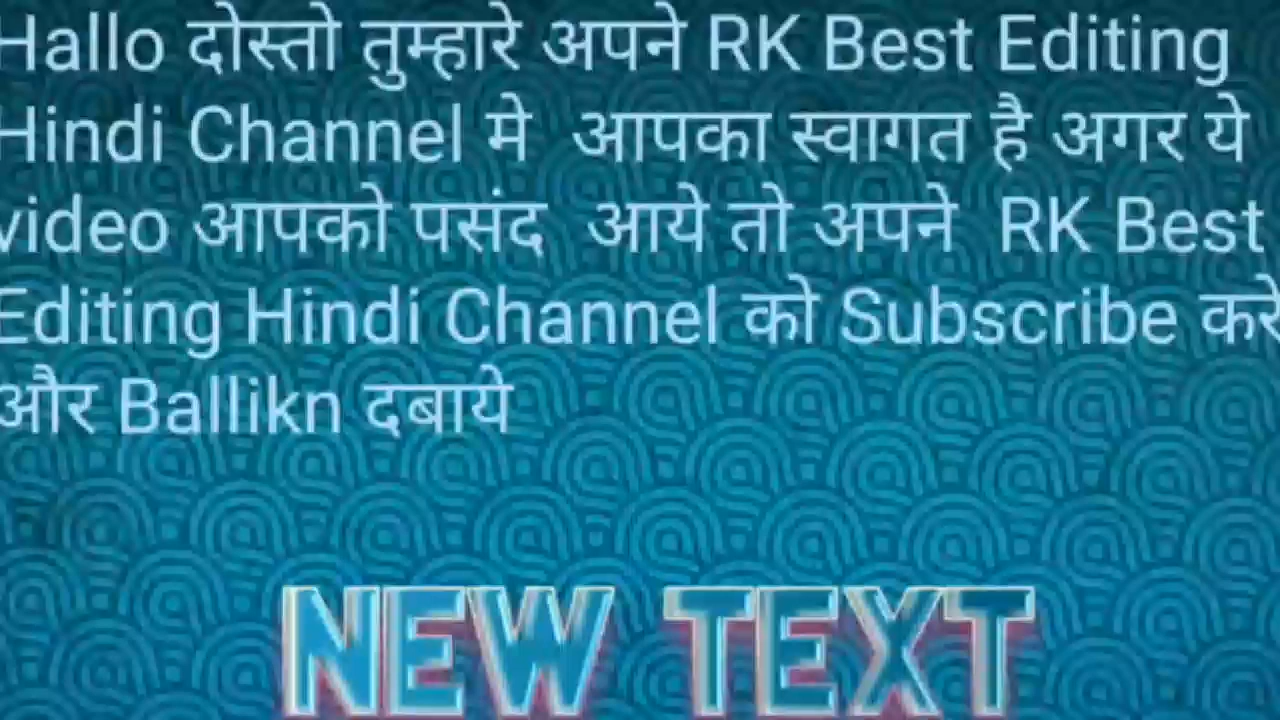 Hallo दोस्तो तुम्हारे अपने RK Best Editing
Hindi Channel मे आपका स्वागत है अगर ये
video आपको पसंद आये तो अपने RK Best
Editing Hindi Channel को Subscribe करे
और Ballikn दबाये
NEW TEXT